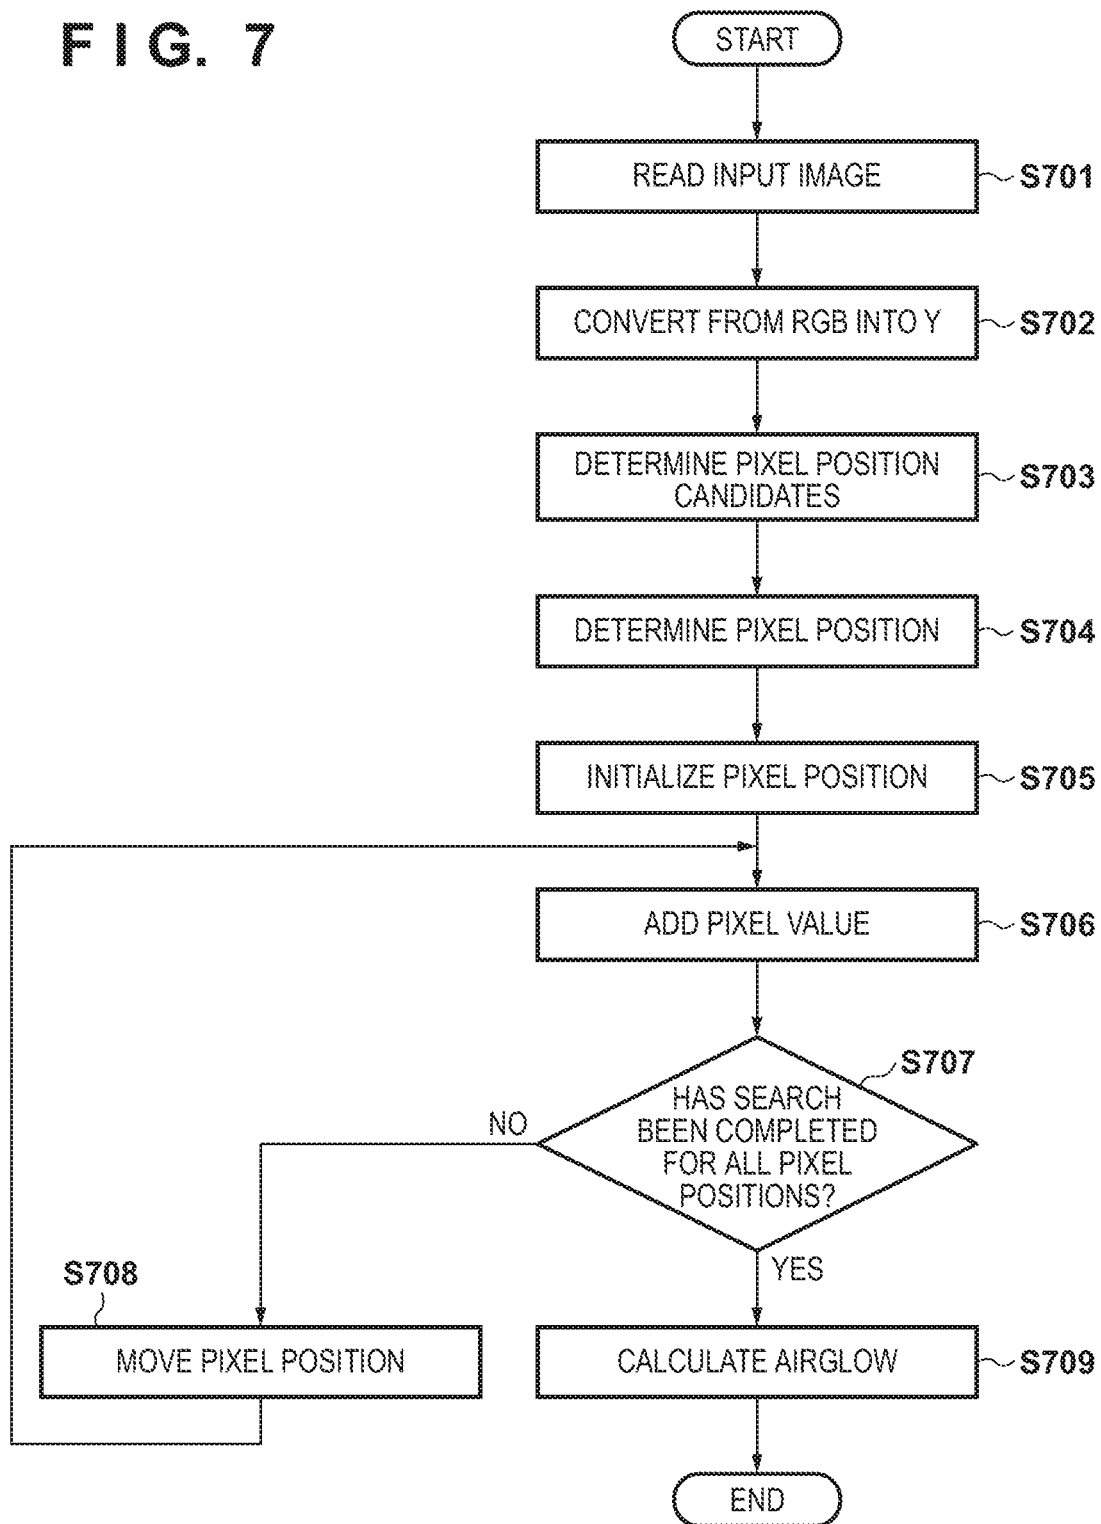 FIG. 7
START
READ INPUT IMAGE
S701
CONVERT FROM RGB INTO Y
S702
DETERMINE PIXEL POSITION
CANDIDATES
S703
DETERMINE PIXEL POSITION
S704
INITIALIZE PIXEL POSITION
S705
ADD PIXEL VALUE
S706
S707
HAS SEARCH
BEEN COMPLETED
FOR ALL PIXEL
POSITIONS?
NO
YES
S708
MOVE PIXEL POSITION
CALCULATE AIRGLOW
S709
END